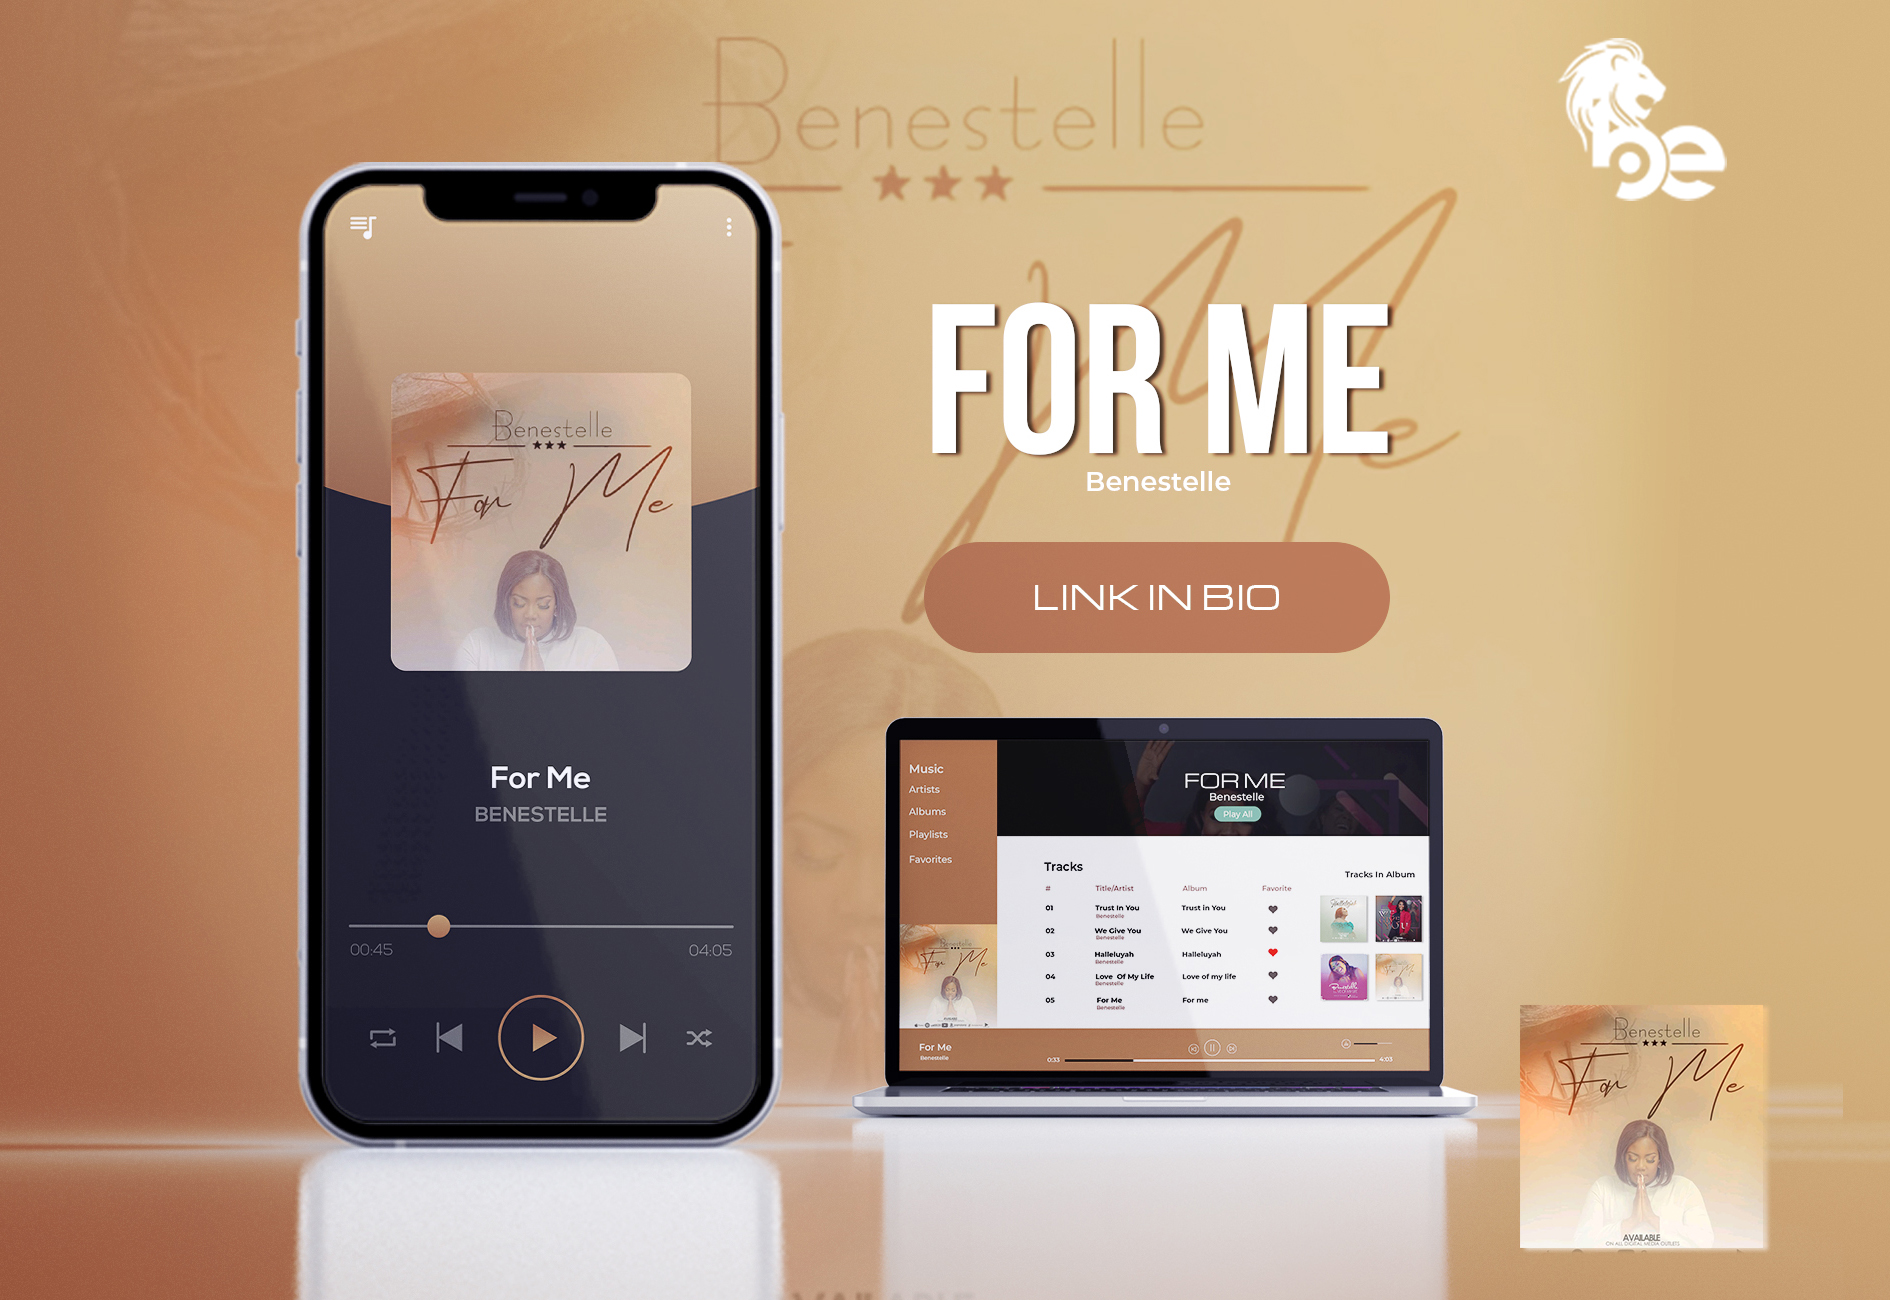 Benestelle
be
FOR ME
Benestelle
LINK IN BIO
Benestelle
For Me
For Me
BENESTELLE
00:45
04:05
Music
Artists
Albums
Playlists
Favorites
FOR ME
Benestelle
Play All
Tracks
Tracks In Album
# Title/Artist Album Favorite
01 Trust In You Trust in You
Benestelle
02 We Give You We Give You
Benestelle
03 Halleluyah Halleluyah
Benestelle
04 Love Of My Life Love of my life
Benestelle
05 For Me For me
Benestelle
Benestelle
For Me
For Me
Benestelle
0:33
4:03
Benestelle
For Me
AVAILABLE
ON ALL DIGITAL MEDIA OUTLETS